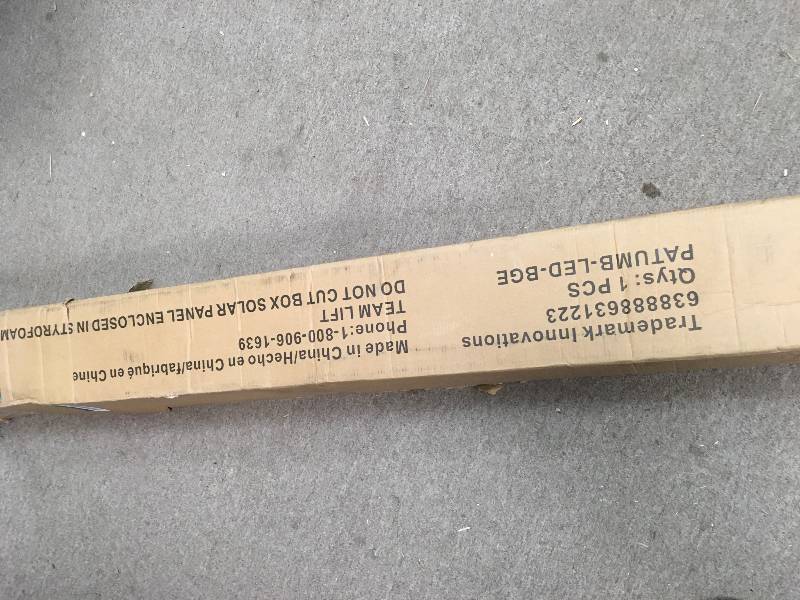 Trademark Innovations
638888631223
Qtys: 1 PCS
PATUMB-LED-BGE
Made in China/Hecho en China/fabriqué en Chine
Phone:1-800-906-1639
TEAM LIFT
DO NOT CUT BOX SOLAR PANEL ENCLOSED IN STYROFOAM